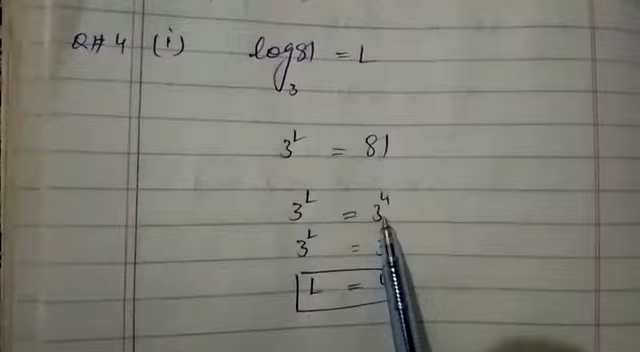 Q#4 (i) log₃81 = L
3ᴸ = 81
3ᴸ = 3⁴
3ᴸ =
L =